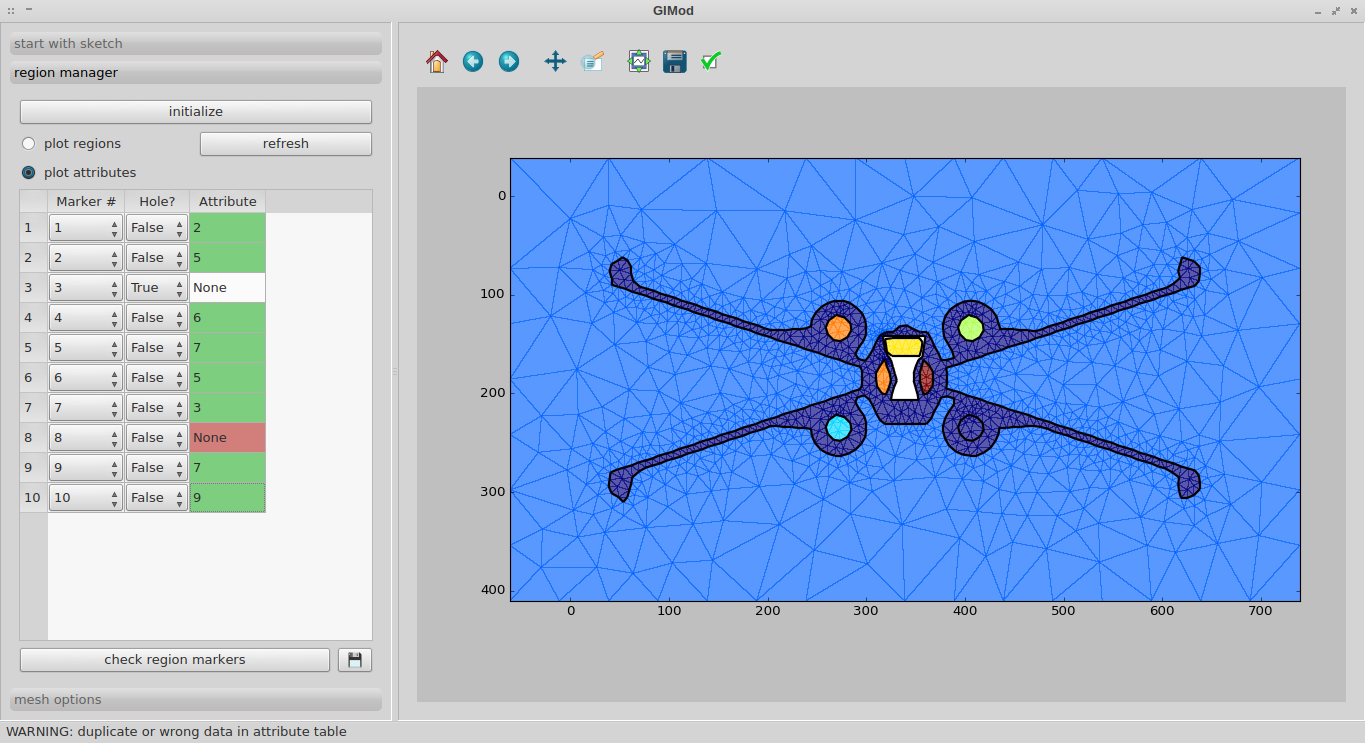 GIMod
start with sketch
region manager
initialize
plot regions
refresh
plot attributes
Marker # Hole? Attribute
1 1 False 2
2 2 False 5
3 3 True None
4 4 False 6
5 5 False 7
6 6 False 5
7 7 False 3
8 8 False None
9 9 False 7
10 10 False 9
check region markers
mesh options
0
100
200
300
400
0 100 200 300 400 500 600 700
WARNING: duplicate or wrong data in attribute table